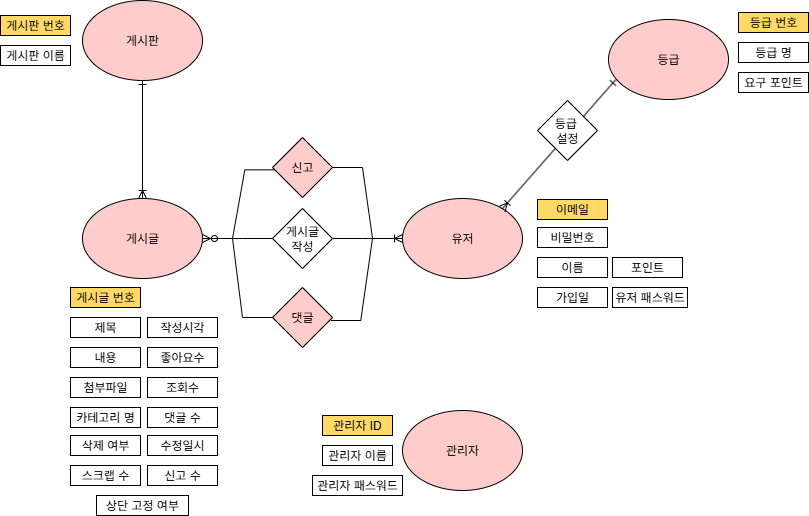 게시판 번호
게시판 이름
게시판
등급
등급 번호
등급 명
요구 포인트
등급
설정
신고
게시글
작성
댓글
게시글
유저
이메일
비밀번호
이름
포인트
가입일
유저 패스워드
게시글 번호
제목
작성시각
내용
좋아요수
첨부파일
조회수
카테고리 명
댓글 수
삭제 여부
수정일시
스크랩 수
신고 수
상단 고정 여부
관리자 ID
관리자 이름
관리자 패스워드
관리자